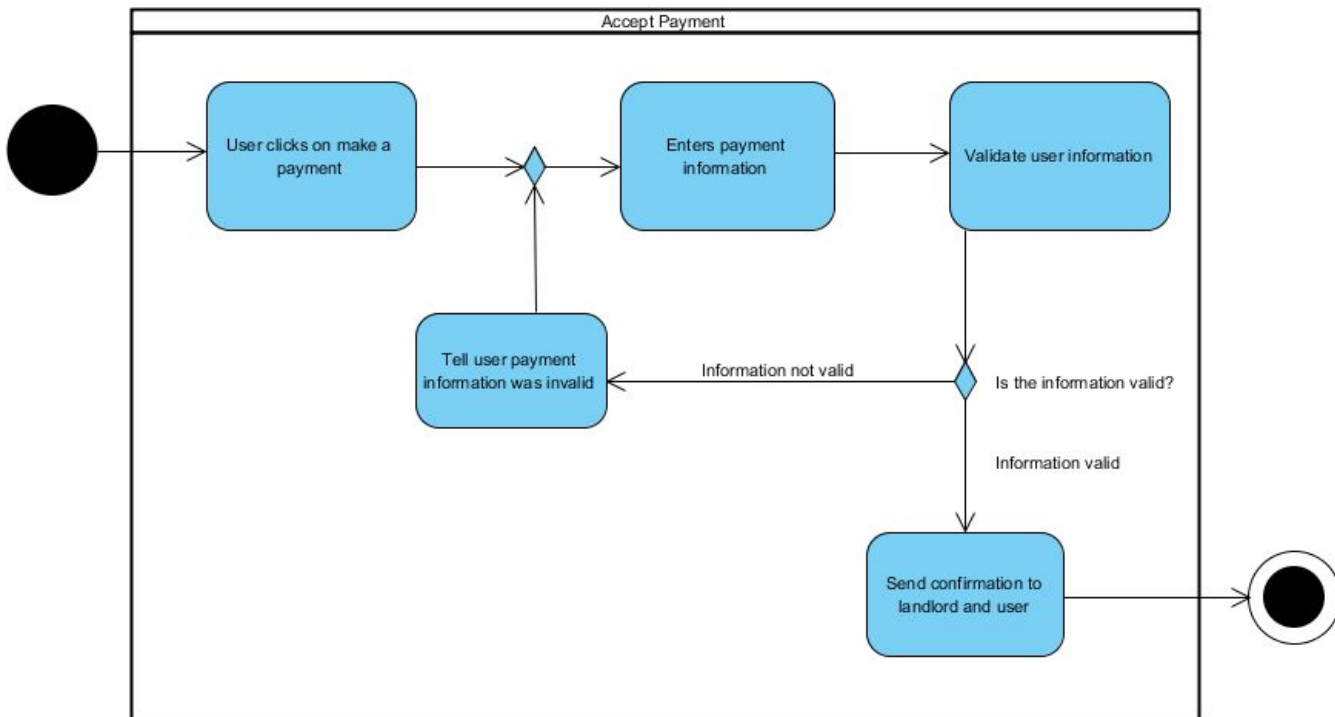 Accept Payment
User clicks on make a
payment
Enters payment
information
Validate user information
Tell user payment
information was invalid
Information not valid
Is the information valid?
Information valid
Send confirmation to
landlord and user